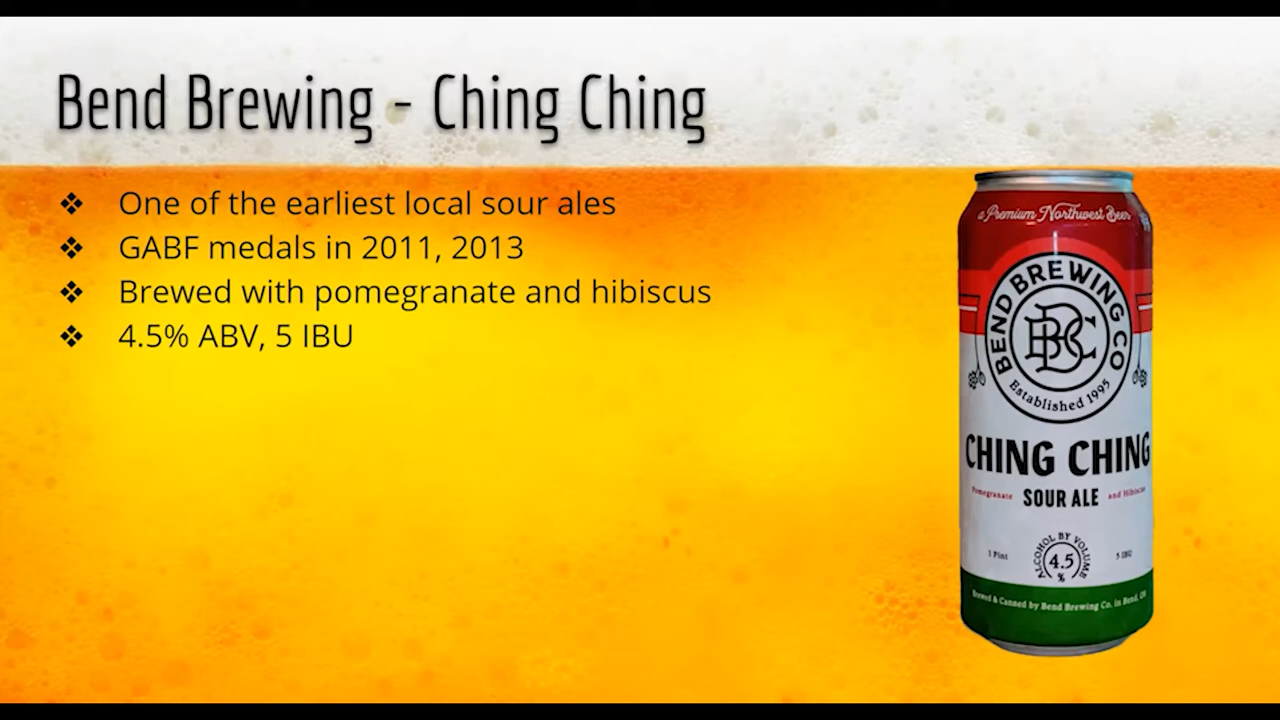 Bend Brewing - Ching Ching
❖ One of the earliest local sour ales
❖ GABF medals in 2011, 2013
❖ Brewed with pomegranate and hibiscus
❖ 4.5% ABV, 5 IBU
a Premium Northwest Beer
BEND BREWING CO
BBC
Established 1995
CHING CHING
Pomegranate SOUR ALE and Hibiscus
1 Pint
ALCOHOL BY VOLUME
4.5
%
5 IBU
Brewed & Canned by Bend Brewing Co. in Bend, OR